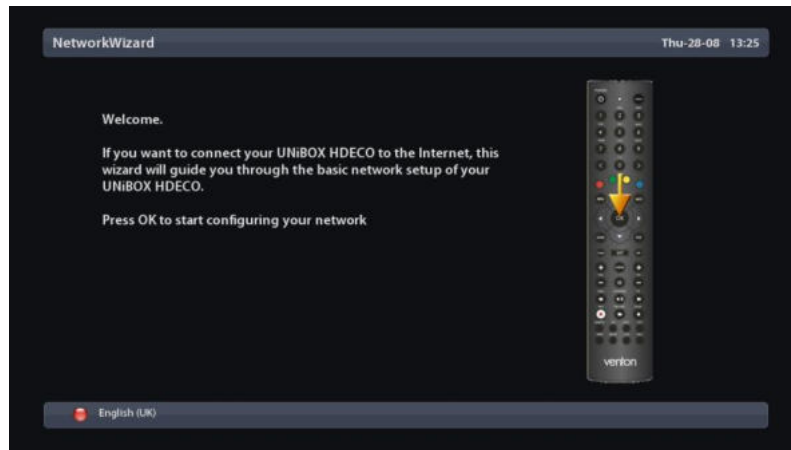 NetworkWizard
Thu-28-08 13:25
Welcome.
If you want to connect your UNiBOX HDECO to the Internet, this
wizard will guide you through the basic network setup of your
UNiBOX HDECO.
Press OK to start configuring your network
OK
venton
English (UK)